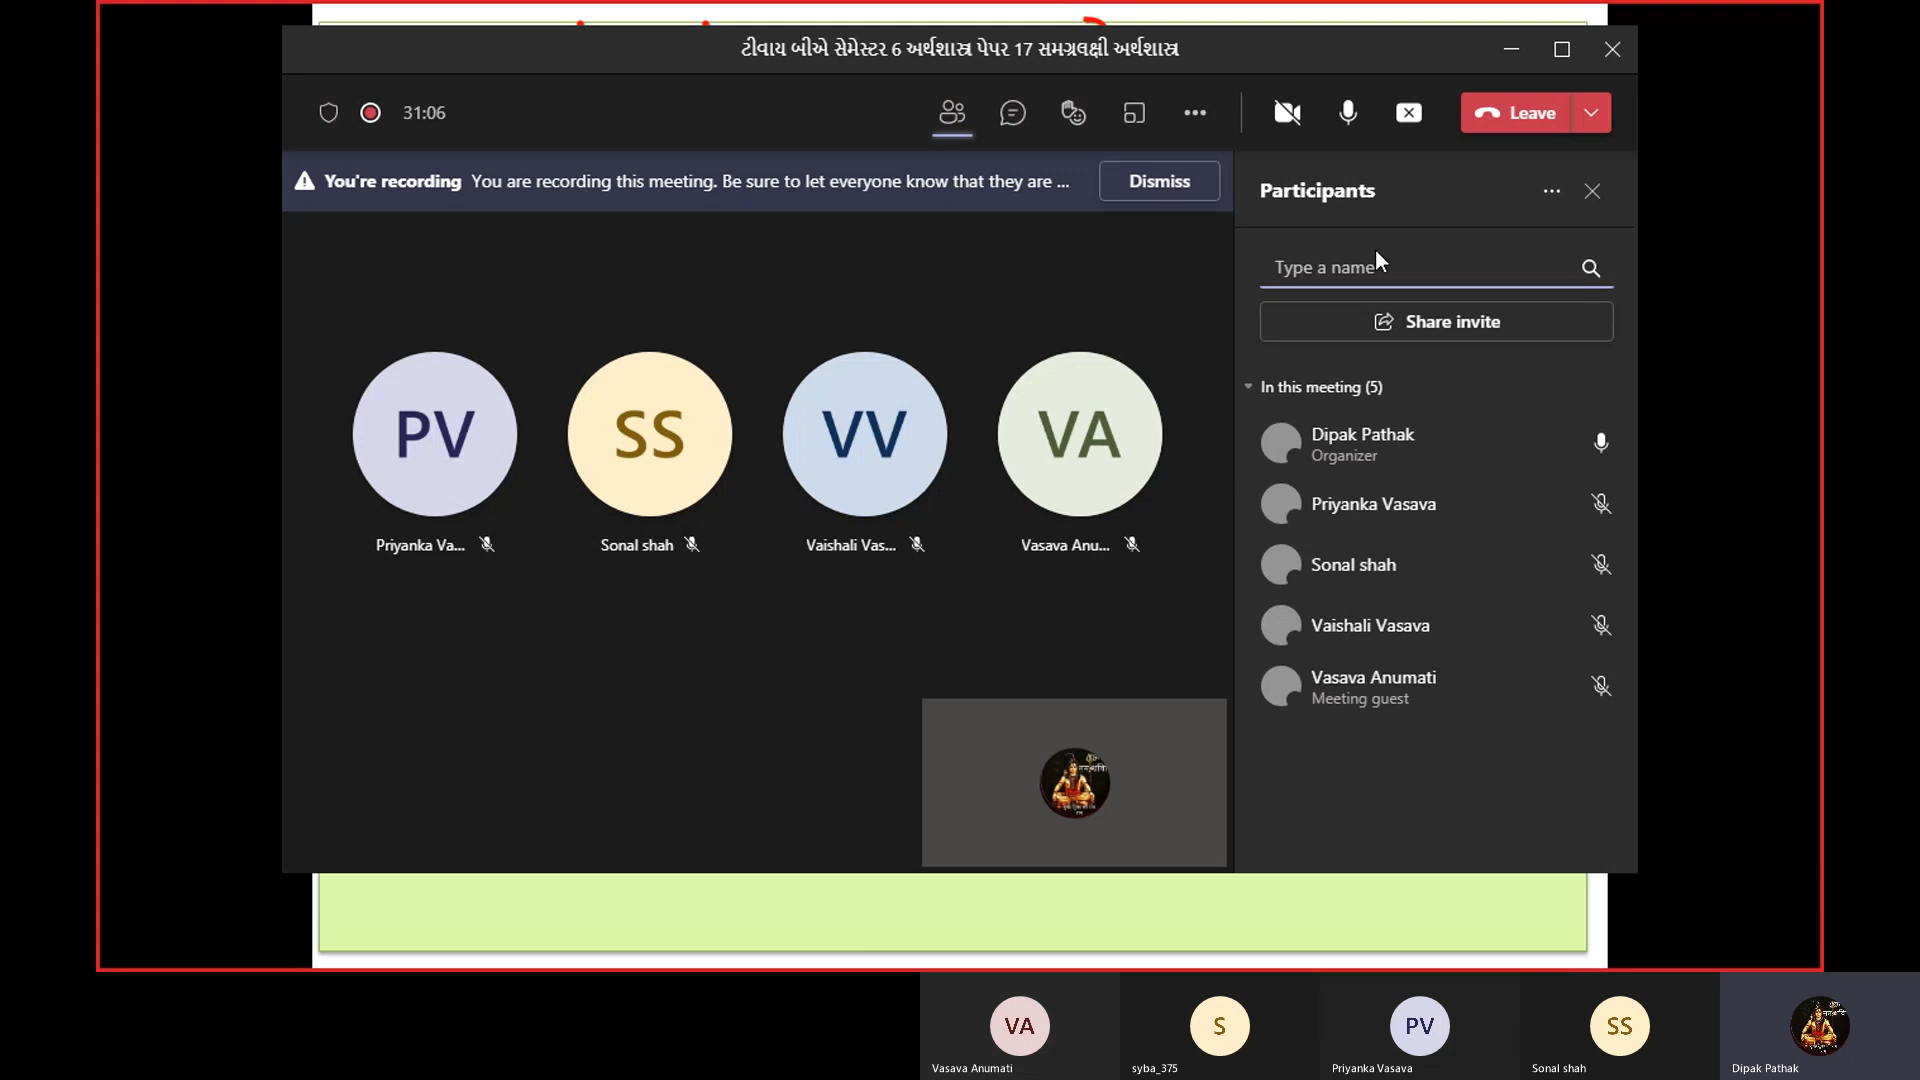 ટીવાય બીએ સેમેસ્ટર 6 અર્થશાસ્ત્ર પેપર 17 સમગ્રલક્ષી અર્થશાસ્ત્ર
31:06
Leave
You're recording You are recording this meeting. Be sure to let everyone know that they are ...
Dismiss
Participants
Type a name
Share invite
In this meeting (5)
Dipak Pathak
Organizer
Priyanka Vasava
Sonal shah
Vaishali Vasava
Vasava Anumati
Meeting guest
PV
SS
VV
VA
Priyanka Va...
Sonal shah
Vaishali Vas...
Vasava Anu...
VA
S
PV
SS
Vasava Anumati
syba_375
Priyanka Vasava
Sonal shah
Dipak Pathak